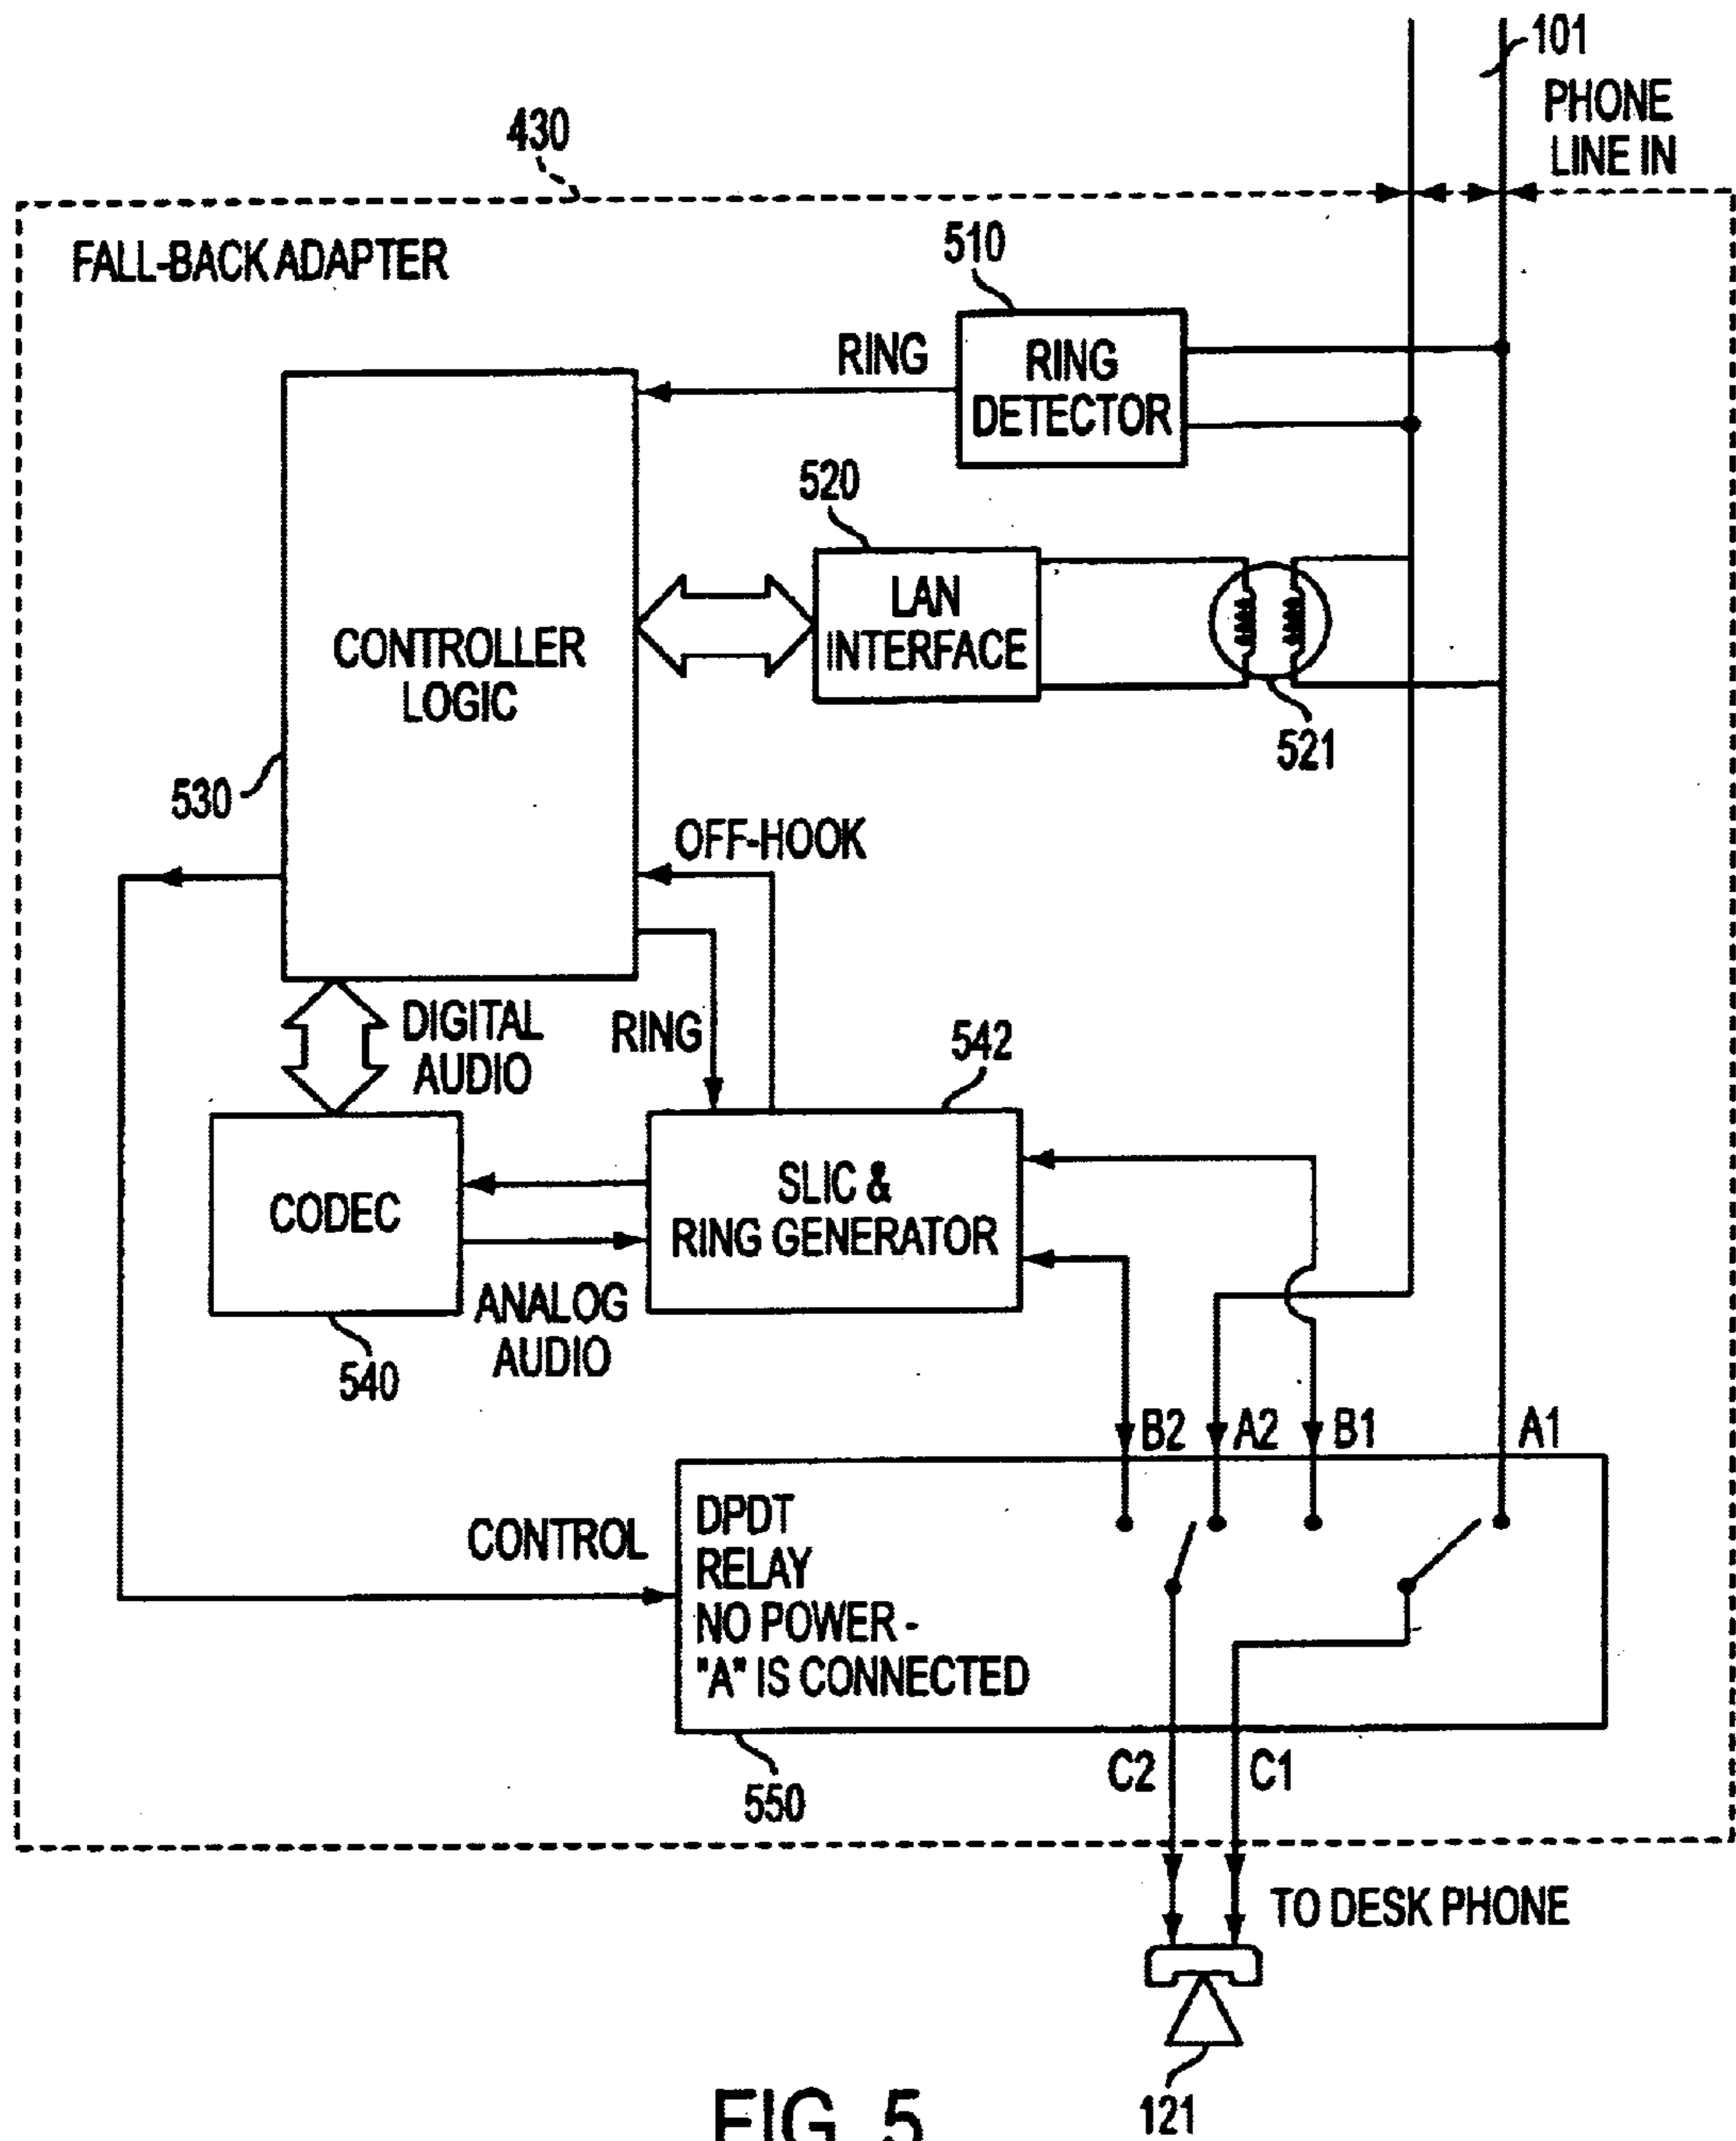 101
PHONE
LINE IN
430
FALL-BACK ADAPTER
510
RING
RING
DETECTOR
520
LAN
INTERFACE
CONTROLLER
LOGIC
521
530
OFF-HOOK
DIGITAL
AUDIO
RING
542
CODEC
SLIC &
RING GENERATOR
ANALOG
AUDIO
540
B2
A2
B1
A1
CONTROL
DPDT
RELAY
NO POWER -
"A" IS CONNECTED
C2
C1
550
TO DESK PHONE
121
FIG. 5